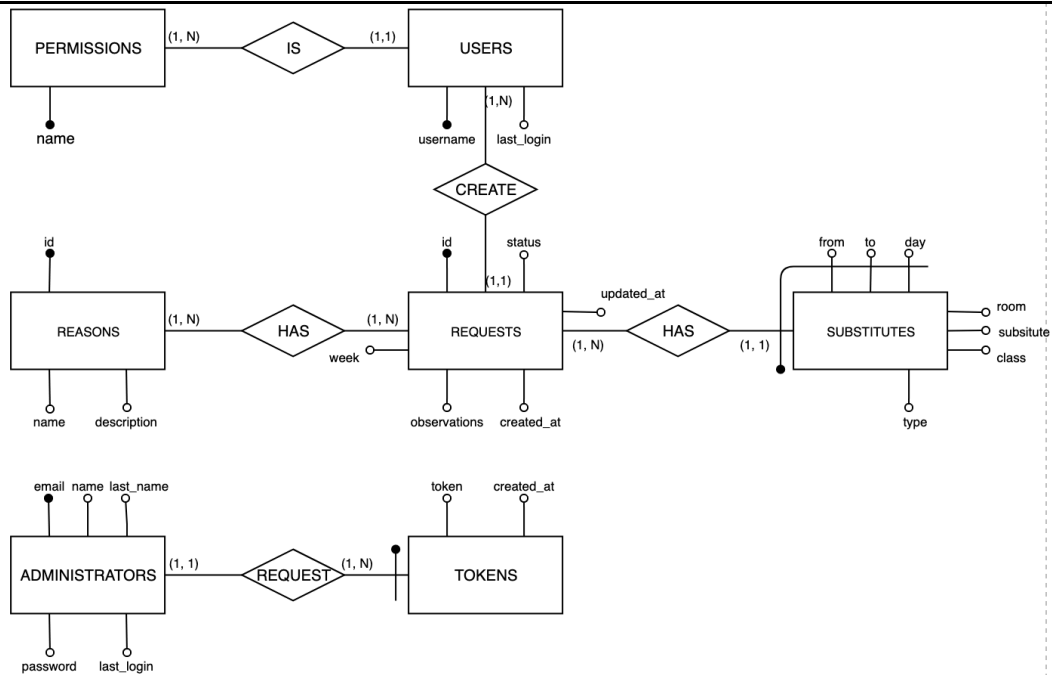 (1, N)
(1,1)
PERMISSIONS
IS
USERS
(1,N)
name
username
last_login
CREATE
id
id
status
from
to
day
(1,1)
updated_at
room
(1, N)
(1, N)
REASONS
HAS
REQUESTS
HAS
SUBSTITUTES
subsitute
(1, N)
(1, 1)
week
class
name
description
observations
created_at
type
email
name
last_name
token
created_at
(1, 1)
(1, N)
ADMINISTRATORS
REQUEST
TOKENS
password
last_login